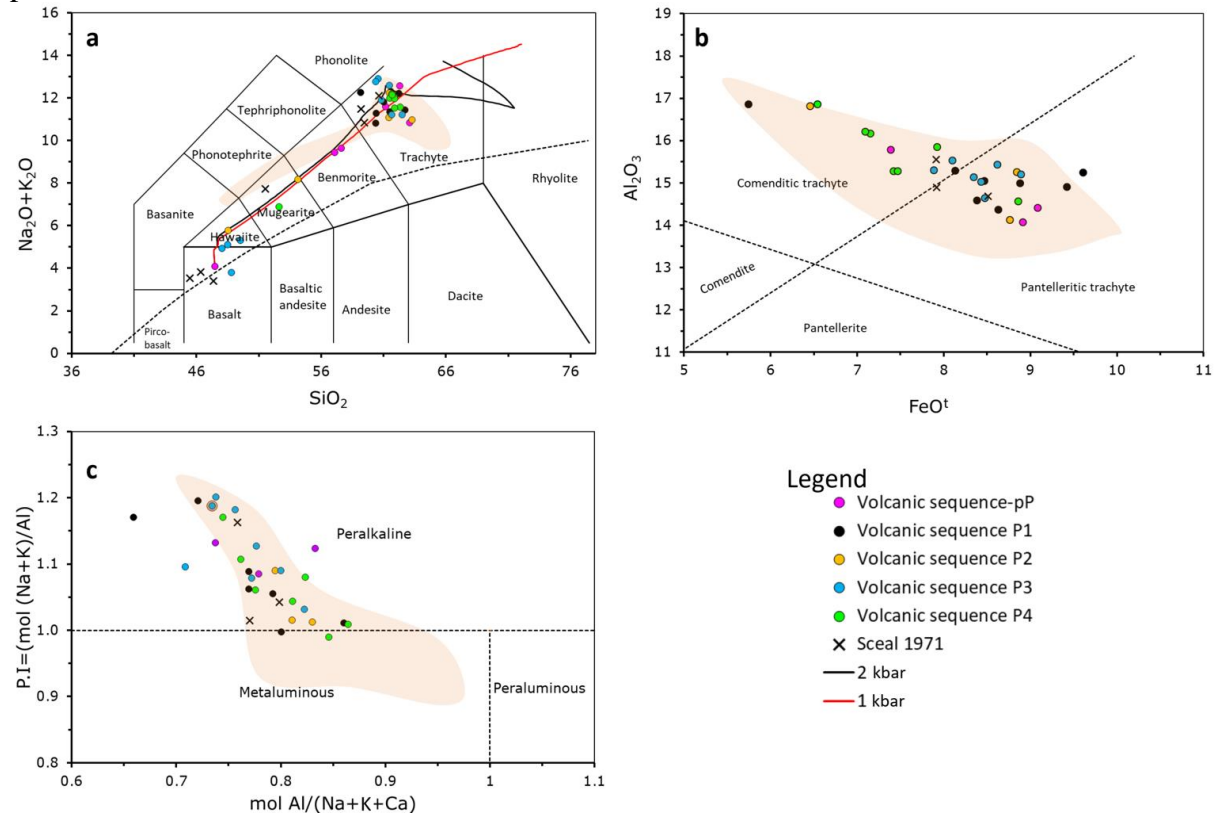 a
Na₂O+K₂O
16
14
12
10
8
6
4
2
0
36
46
56
66
76
SiO₂
Phonolite
Tephriphonolite
Phonotephrite
Trachyte
Benmorite
Rhyolite
Basanite
Mugearite
Hawaiite
Basaltic
andesite
Dacite
Andesite
Basalt
Pirco-
basalt
b
Al₂O₃
19
18
17
16
15
14
13
12
11
5
6
7
8
9
10
11
FeOᵗ
Comenditic trachyte
Comendite
Pantelleritic trachyte
Pantellerite
c
P.I=(mol (Na+K)/Al)
1.3
1.2
1.1
1.0
0.9
0.8
0.6
0.7
0.8
0.9
1
1.1
mol Al/(Na+K+Ca)
Peralkaline
Metaluminous
Peraluminous
Legend
Volcanic sequence-pP
Volcanic sequence P1
Volcanic sequence P2
Volcanic sequence P3
Volcanic sequence P4
Sceal 1971
2 kbar
1 kbar